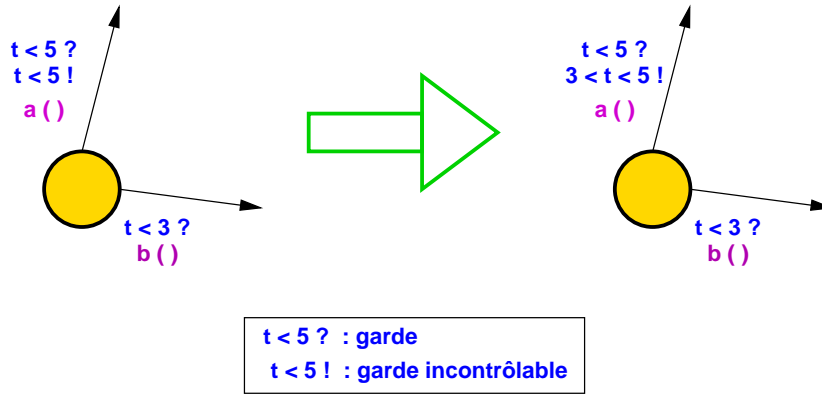 t < 5 ?
t < 5 !
a ( )
t < 3 ?
b ( )
t < 5 ?
3 < t < 5 !
a ( )
t < 3 ?
b ( )
t < 5 ? : garde
t < 5 ! : garde incontrôlable